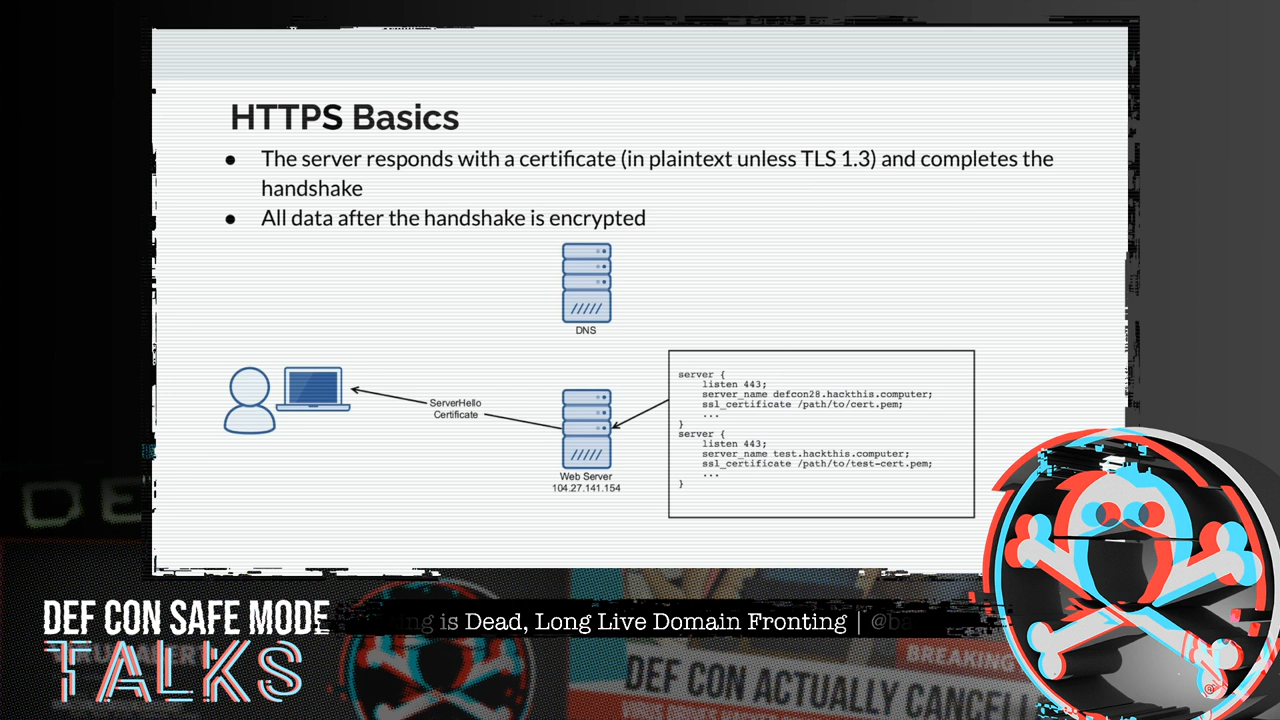 HTTPS Basics
● The server responds with a certificate (in plaintext unless TLS 1.3) and completes the
handshake
● All data after the handshake is encrypted
DNS
ServerHello
Certificate
Web Server
104.27.141.154
server {
    listen 443;
    server_name defcon28.hackthis.computer;
    ssl_certificate /path/to/cert.pem;
    ...
}
server {
    listen 443;
    server_name test.hackthis.computer;
    ssl_certificate /path/to/test-cert.pem;
    ...
}
DEF CON SAFE MODE
TALKS
is Dead, Long Live Domain Fronting |
BREAKING
DEF CON ACTUALLY